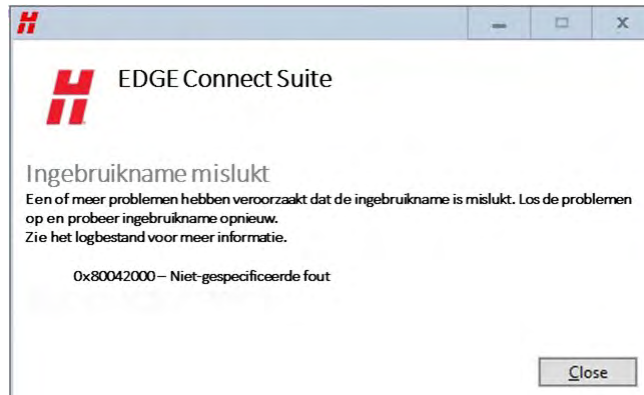 EDGE Connect Suite
Ingebruikname mislukt
Een of meer problemen hebben veroorzaakt dat de ingebruikname is mislukt. Los de problemen
op en probeer ingebruikname opnieuw.
Zie het logbestand voor meer informatie.
0x80042000 – Niet-gespecificeerde fout
Close